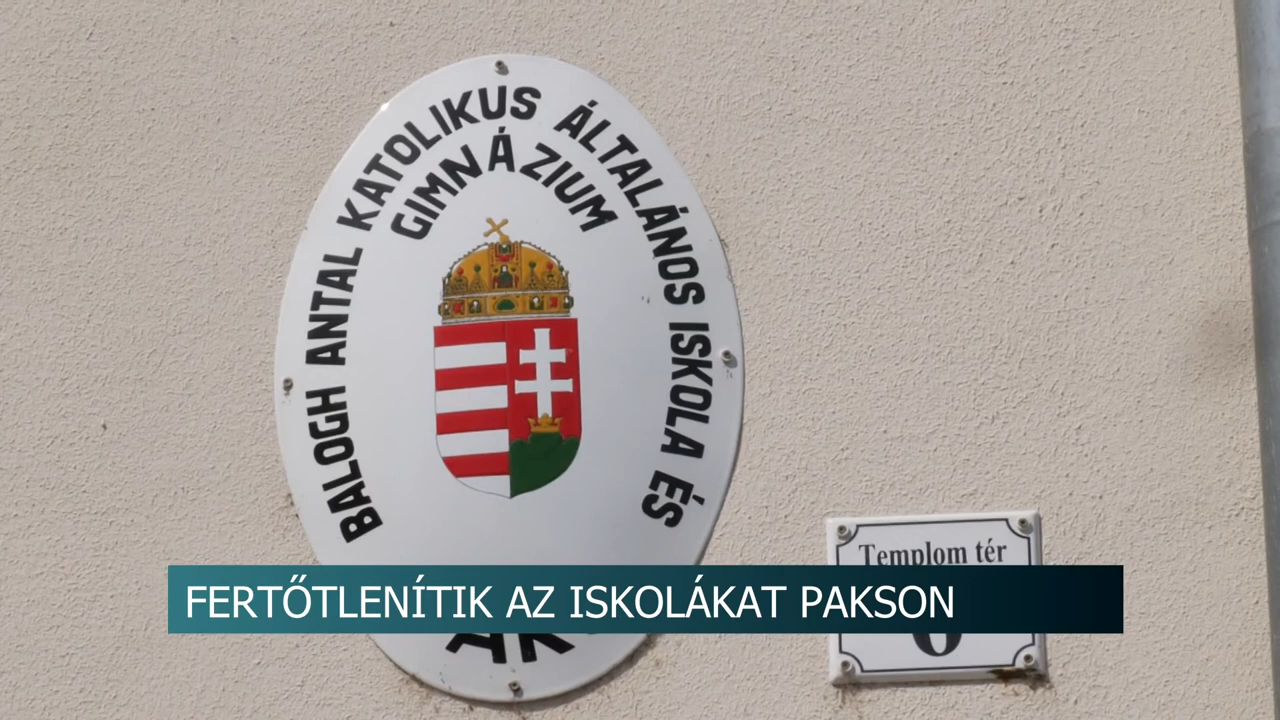 BALOGH ANTAL KATOLIKUS ÁLTALÁNOS ISKOLA ÉS
GIMNÁZIUM
Templom tér
FERTŐTLENÍTIK AZ ISKOLÁKAT PAKSON